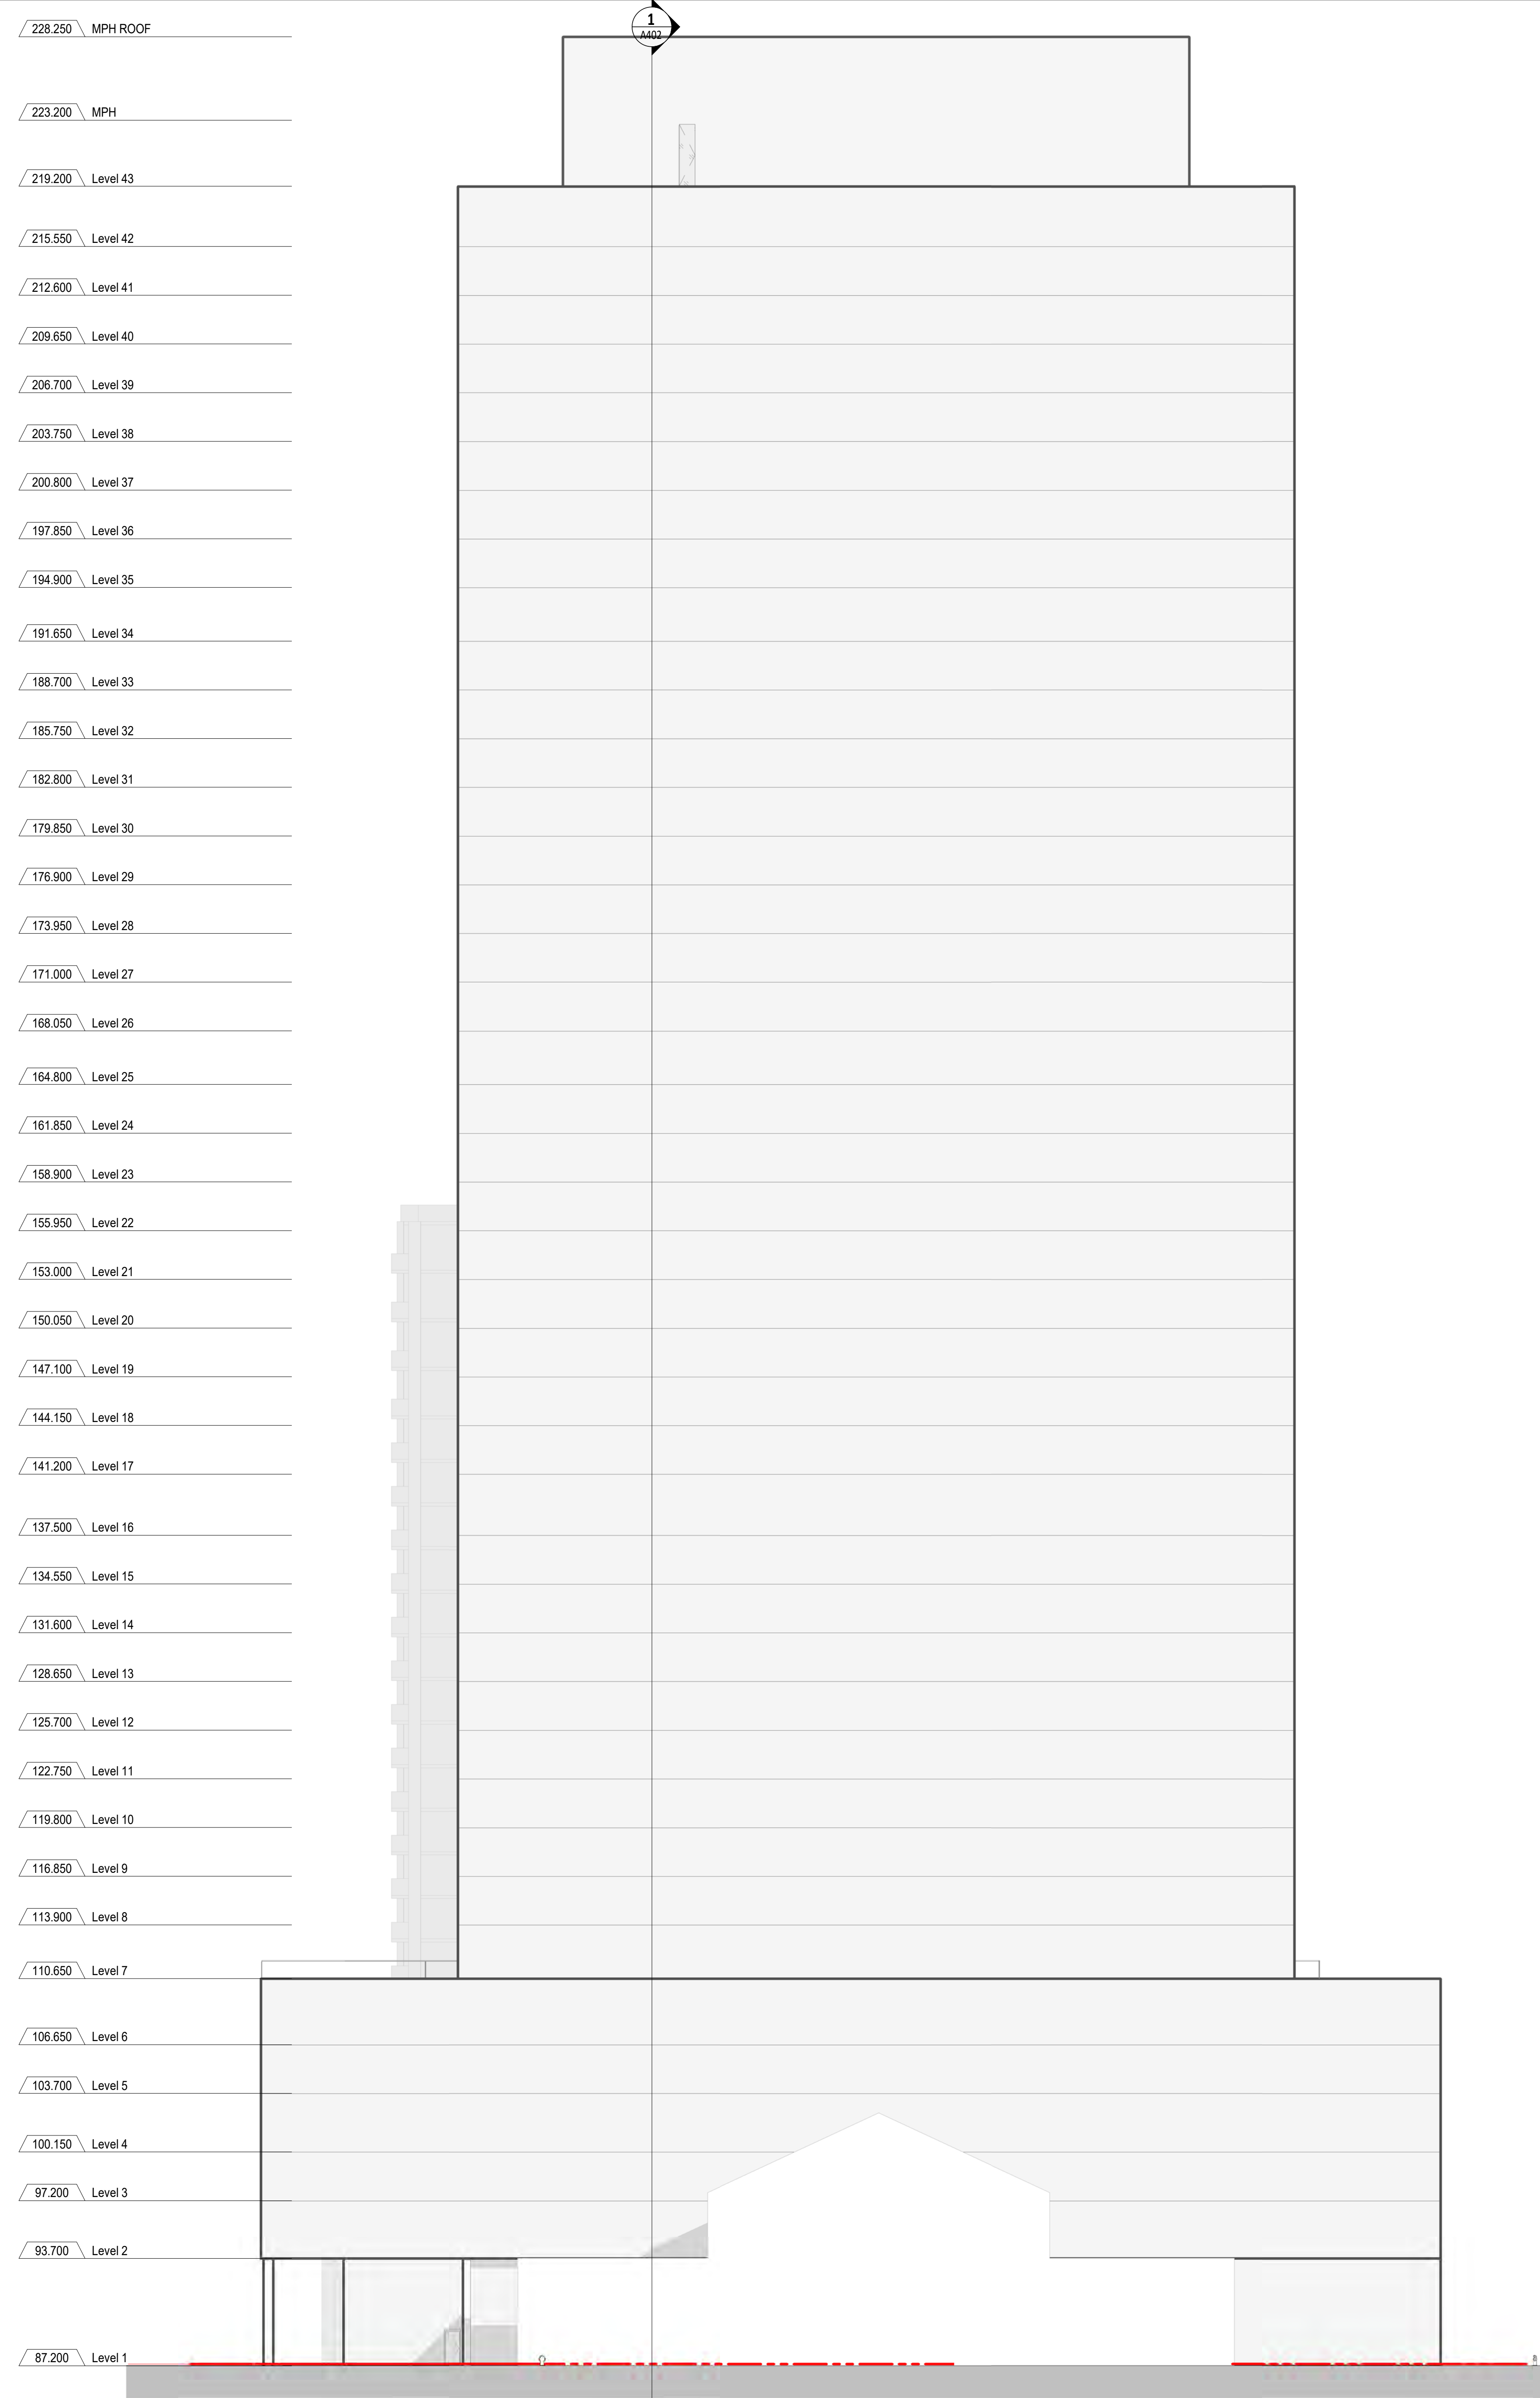 1
A402
228.250 MPH ROOF
223.200 MPH
219.200 Level 43
215.550 Level 42
212.600 Level 41
209.650 Level 40
206.700 Level 39
203.750 Level 38
200.800 Level 37
197.850 Level 36
194.900 Level 35
191.650 Level 34
188.700 Level 33
185.750 Level 32
182.800 Level 31
179.850 Level 30
176.900 Level 29
173.950 Level 28
171.000 Level 27
168.050 Level 26
164.800 Level 25
161.850 Level 24
158.900 Level 23
155.950 Level 22
153.000 Level 21
150.050 Level 20
147.100 Level 19
144.150 Level 18
141.200 Level 17
137.500 Level 16
134.550 Level 15
131.600 Level 14
128.650 Level 13
125.700 Level 12
122.750 Level 11
119.800 Level 10
116.850 Level 9
113.900 Level 8
110.650 Level 7
106.650 Level 6
103.700 Level 5
100.150 Level 4
97.200 Level 3
93.700 Level 2
87.200 Level 1